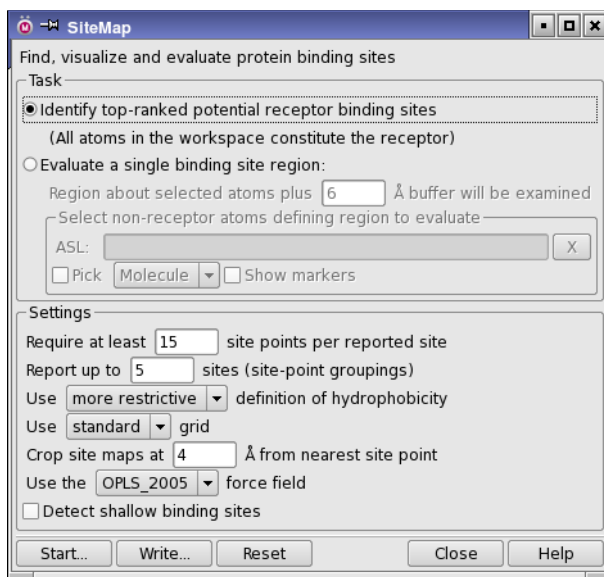 SiteMap
Find, visualize and evaluate protein binding sites
Task
Identify top-ranked potential receptor binding sites
(All atoms in the workspace constitute the receptor)
Evaluate a single binding site region:
Region about selected atoms plus 6 Å buffer will be examined
Select non-receptor atoms defining region to evaluate
ASL: X
Pick Molecule Show markers
Settings
Require at least 15 site points per reported site
Report up to 5 sites (site-point groupings)
Use more restrictive definition of hydrophobicity
Use standard grid
Crop site maps at 4 Å from nearest site point
Use the OPLS_2005 force field
Detect shallow binding sites
Start... Write... Reset Close Help